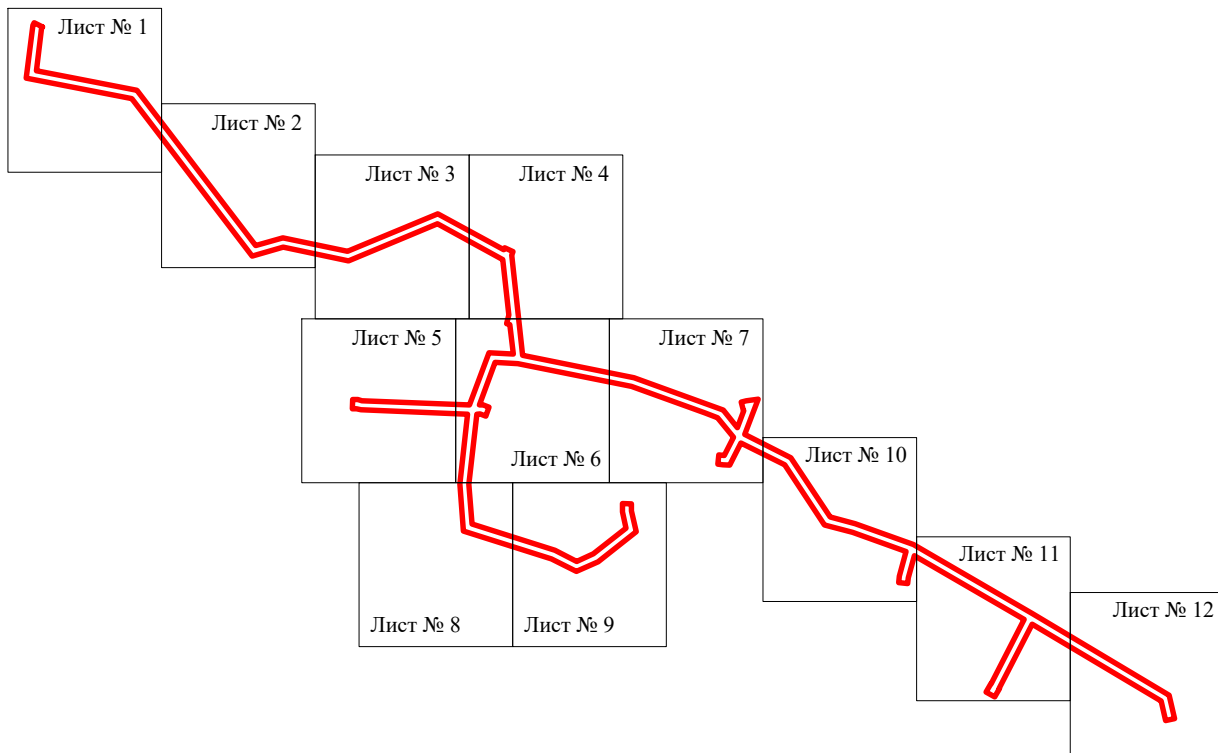 Лист № 1
Лист № 2
Лист № 3
Лист № 4
Лист № 5
Лист № 6
Лист № 7
Лист № 8
Лист № 9
Лист № 10
Лист № 11
Лист № 12